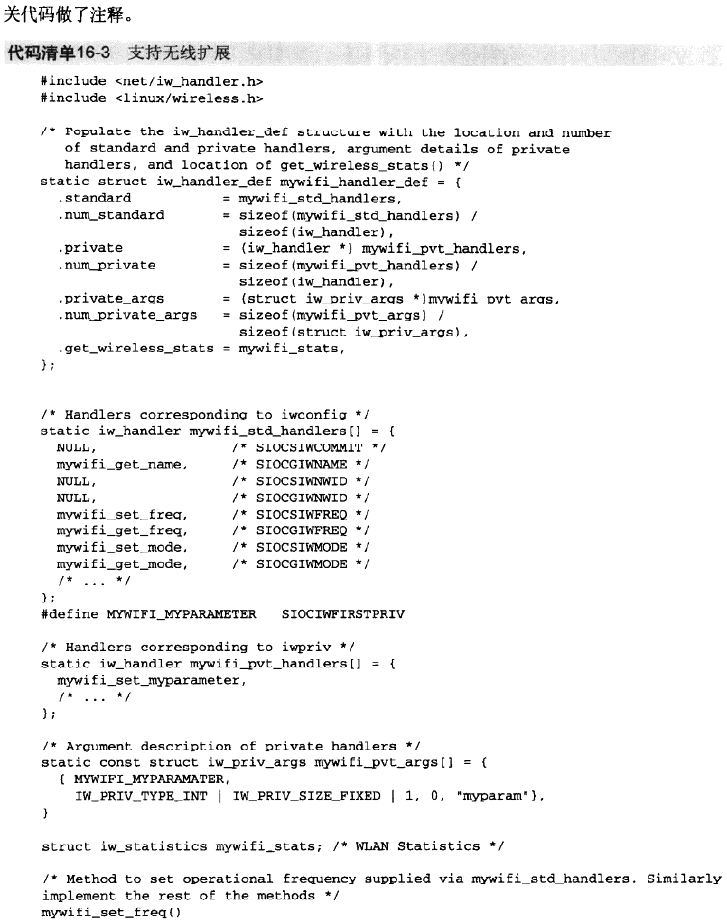 关代码做了注释。
代码清单16-3 支持无线扩展
#include <net/iw_handler.h>
#include <linux/wireless.h>
/* Populate the iw_handler_def structure with the location and number
of standard and private handlers, argument details of private
handlers, and location of get_wireless_stats() */
static struct iw_handler_def mywifi_handler_def = {
.standard = mywifi_std_handlers,
.num_standard = sizeof(mywifi_std_handlers) /
sizeof(iw_handler),
.private = (iw_handler *) mywifi_pvt_handlers,
.num_private = sizeof(mywifi_pvt_handlers) /
sizeof(iw_handler),
.private_args = (struct iw_priv_args *)mywifi_pvt_args,
.num_private_args = sizeof(mywifi_pvt_args) /
sizeof(struct iw_priv_args),
.get_wireless_stats = mywifi_stats,
};
/* Handlers corresponding to iwconfig */
static iw_handler mywifi_std_handlers[] = {
NULL, /* SIOCSIWCOMMIT */
mywifi_get_name, /* SIOCGIWNAME */
NULL, /* SIOCSIWNWID */
NULL, /* SIOCGIWNWID */
mywifi_set_freq, /* SIOCSIWFREQ */
mywifi_get_freq, /* SIOCGIWFREQ */
mywifi_set_mode, /* SIOCSIWMODE */
mywifi_get_mode, /* SIOCGIWMODE */
/* ... */
};
#define MYWIFI_MYPARAMETER SIOCIWFIRSTPRIV
/* Handlers corresponding to iwpriv */
static iw_handler mywifi_pvt_handlers[] = {
mywifi_set_myparameter,
/* ... */
};
/* Argument description of private handlers */
static const struct iw_priv_args mywifi_pvt_args[] = {
{ MYWIFI_MYPARAMATER,
IW_PRIV_TYPE_INT | IW_PRIV_SIZE_FIXED | 1, 0, "myparam"},
}
struct iw_statistics mywifi_stats; /* WLAN Statistics */
/* Method to set operational frequency supplied via mywifi_std_handlers. Similarly
implement the rest of the methods */
mywifi_set_freq()